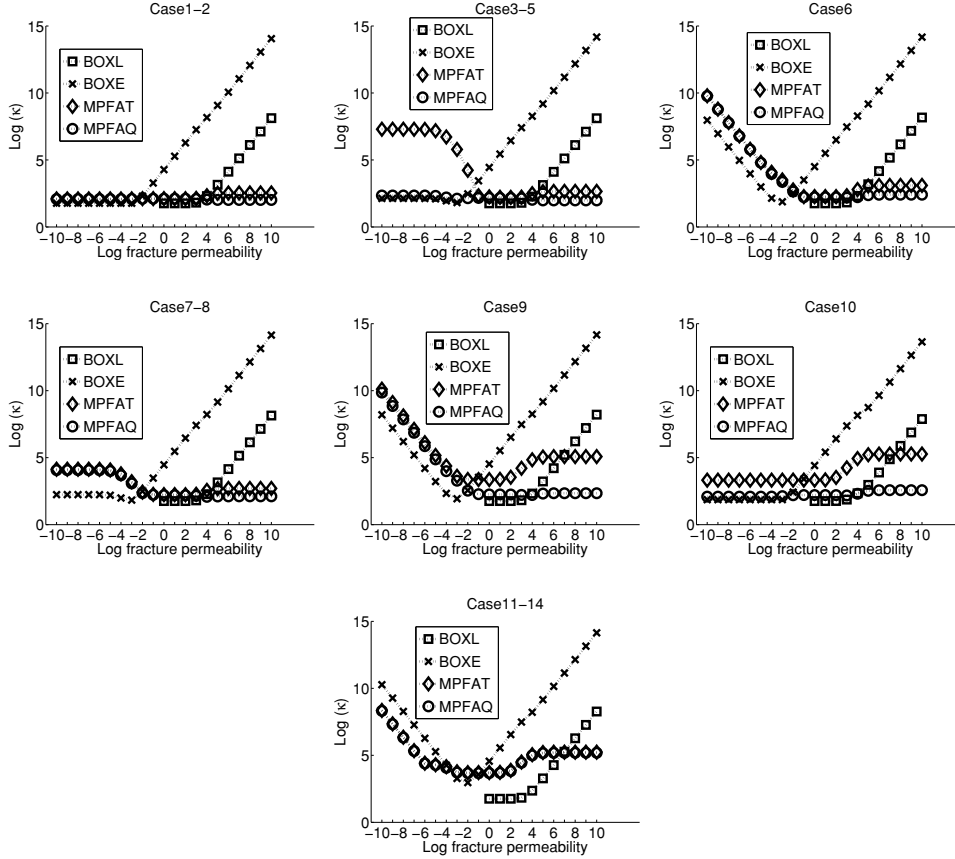 Case1−2
Log (κ)
15
10
5
0
BOXL
BOXE
MPFAT
MPFAQ
−10−8 −6 −4 −2 0 2 4 6 8 10
Log fracture permeability
Case3−5
Log (κ)
15
10
5
0
BOXL
BOXE
MPFAT
MPFAQ
−10−8 −6 −4 −2 0 2 4 6 8 10
Log fracture permeability
Case6
Log (κ)
15
10
5
0
BOXL
BOXE
MPFAT
MPFAQ
−10−8 −6 −4 −2 0 2 4 6 8 10
Log fracture permeability
Case7−8
Log (κ)
15
10
5
0
BOXL
BOXE
MPFAT
MPFAQ
−10−8 −6 −4 −2 0 2 4 6 8 10
Log fracture permeability
Case9
Log (κ)
15
10
5
0
BOXL
BOXE
MPFAT
MPFAQ
−10−8 −6 −4 −2 0 2 4 6 8 10
Log fracture permeability
Case10
Log (κ)
15
10
5
0
BOXL
BOXE
MPFAT
MPFAQ
−10−8 −6 −4 −2 0 2 4 6 8 10
Log fracture permeability
Case11−14
Log (κ)
15
10
5
0
BOXL
BOXE
MPFAT
MPFAQ
−10−8 −6 −4 −2 0 2 4 6 8 10
Log fracture permeability